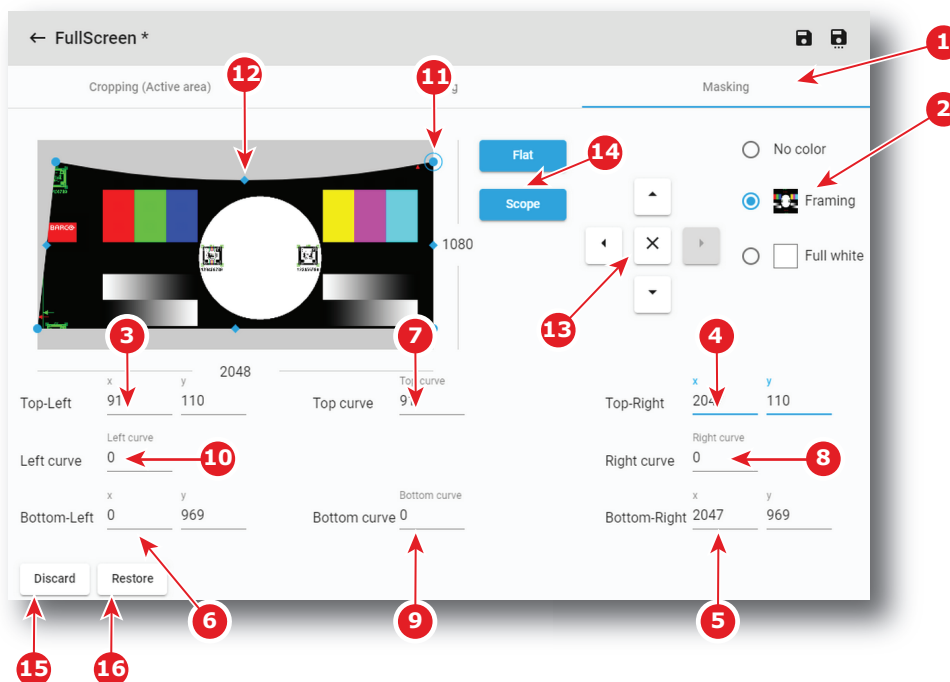 ← FullScreen *
1
12
11
Cropping (Active area)
g
Masking
2
Flat
14
No color
Scope
Framing
BARCO
1080
Full white
3
7
13
4
2048
x y
Top curve
x y
Top-Left 91 110
Top curve 91
Top-Right 204 110
Left curve
Right curve
Left curve 0
10
Right curve 0
8
x y
Bottom curve
x y
Bottom-Left 0 969
Bottom curve 0
Bottom-Right 2047 969
Discard
Restore
6
9
5
15
16